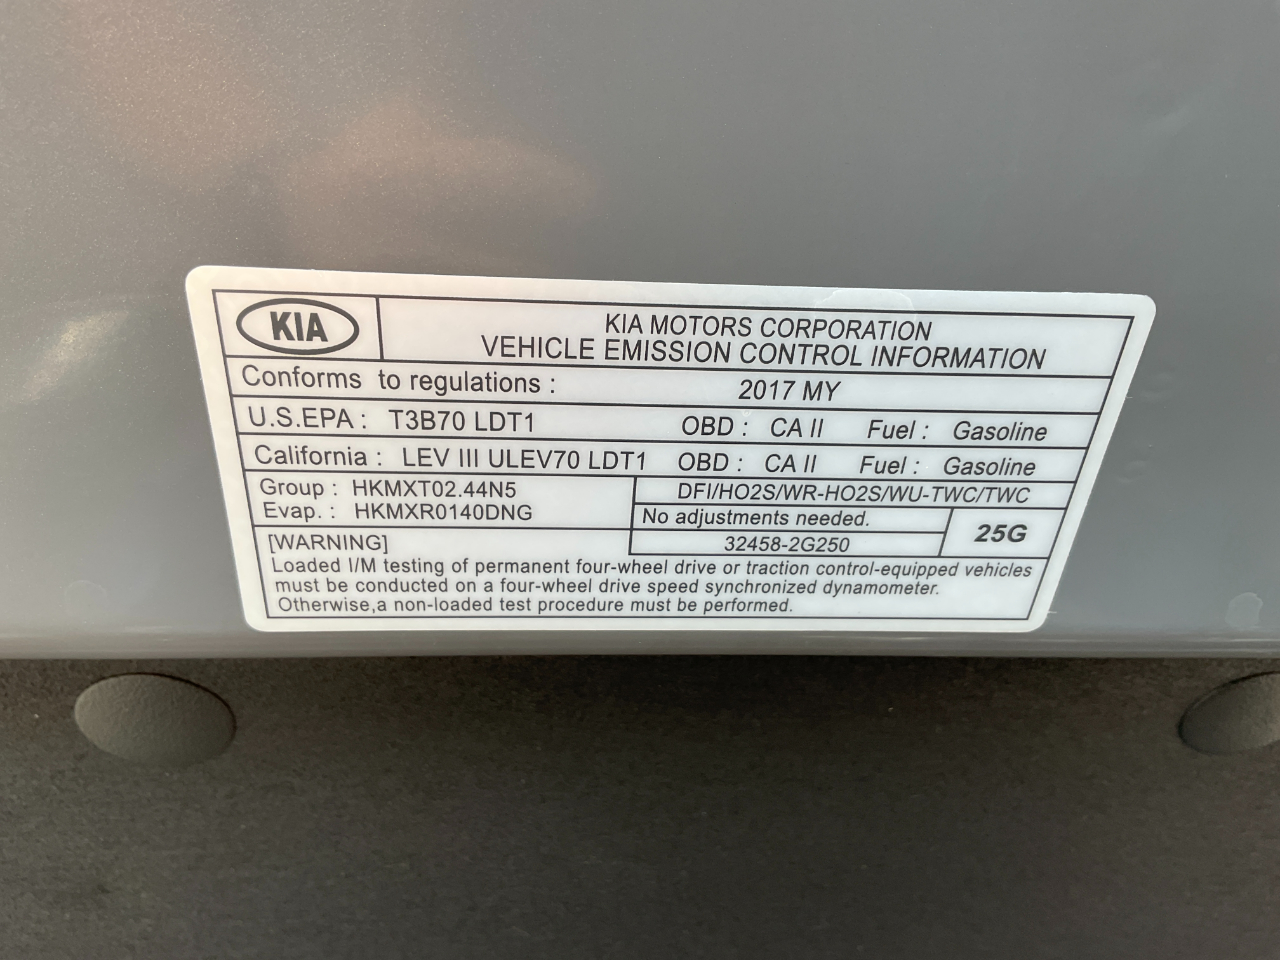 KIA
KIA MOTORS CORPORATION
VEHICLE EMISSION CONTROL INFORMATION
Conforms to regulations : 2017 MY
U.S.EPA : T3B70 LDT1 OBD : CA II Fuel : Gasoline
California : LEV III ULEV70 LDT1 OBD : CA II Fuel : Gasoline
Group : HKMXT02.44N5
Evap. : HKMXR0140DNG
DFI/HO2S/WR-HO2S/WU-TWC/TWC
No adjustments needed.
32458-2G250
25G
[WARNING]
Loaded I/M testing of permanent four-wheel drive or traction control-equipped vehicles
must be conducted on a four-wheel drive speed synchronized dynamometer.
Otherwise,a non-loaded test procedure must be performed.